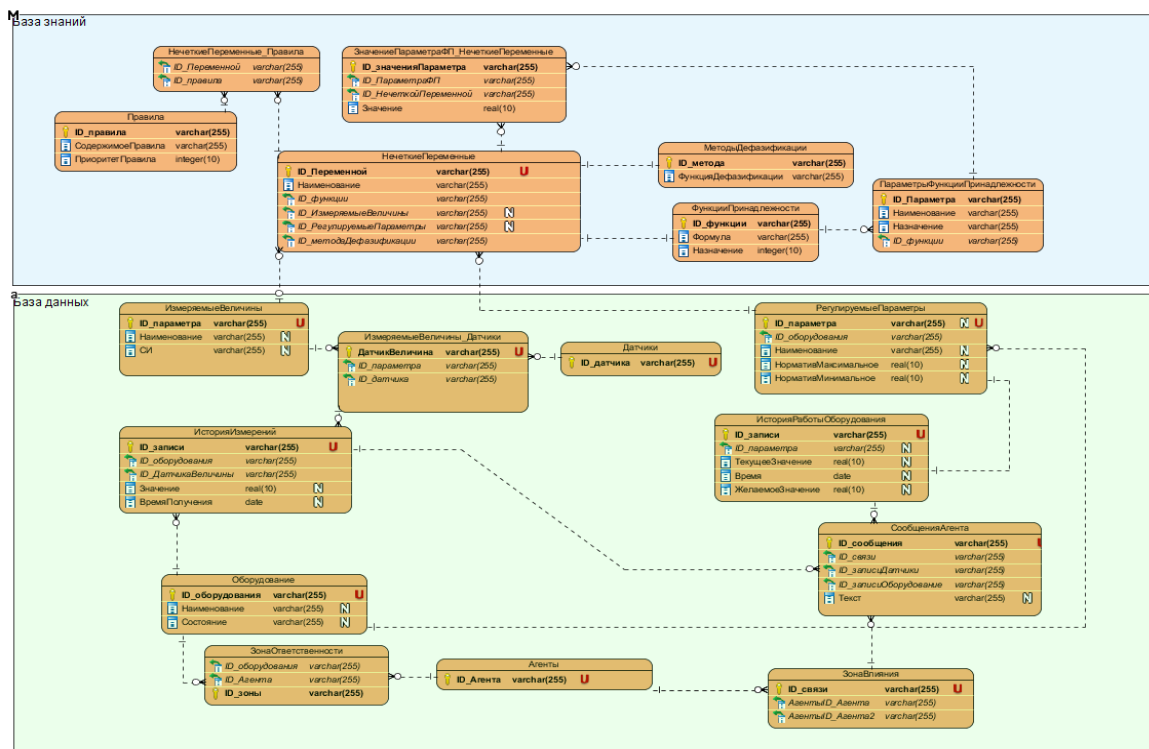 М
База знаний
НечеткиеПеременные_Правила
ID_Переменной varchar(255)
ID_правила varchar(255)
ЗначениеПараметраФП_НечеткиеПеременные
ID_значенияПараметра varchar(255)
ID_ПараметраФП varchar(255)
ID_НечеткойПеременной varchar(255)
Значение real(10)
Правила
ID_правила varchar(255)
СодержимоеПравила varchar(255)
ПриоритетПравила integer(10)
НечеткиеПеременные
ID_Переменной varchar(255) U
Наименование varchar(255)
ID_функции varchar(255)
ID_ИзмеряемыеВеличины varchar(255) N
ID_РегулируемыеПараметры varchar(255) N
ID_методаДефазификации varchar(255)
МетодыДефазификации
ID_метода varchar(255)
ФункцияДефазификации varchar(255)
ФункцииПринадлежности
ID_функции varchar(255)
Формула varchar(255)
Назначение integer(10)
ПараметрыФункцииПринадлежности
ID_Параметра varchar(255)
Наименование varchar(255)
Назначение varchar(255)
ID_функции varchar(255)
а
База данных
ИзмеряемыеВеличины
ID_параметра varchar(255) U
Наименование varchar(255) N
СИ varchar(255) N
ИзмеряемыеВеличины_Датчики
ДатчикВеличина varchar(255) U
ID_параметра varchar(255)
ID_датчика varchar(255)
Датчики
ID_датчика varchar(255) U
РегулируемыеПараметры
ID_параметра varchar(255) N U
ID_оборудования varchar(255)
Наименование varchar(255) N
НормативМаксимальное real(10) N
НормативМинимальное real(10) N
ИсторияИзмерений
ID_записи varchar(255) U
ID_оборудования varchar(255)
ID_ДатчикаВеличины varchar(255)
Значение real(10) N
ВремяПолучения date N
ИсторияРаботыОборудования
ID_записи varchar(255) U
ID_параметра varchar(255) N
ТекущееЗначение real(10) N
Время date N
ЖелаемоеЗначение real(10) N
СообщенияАгента
ID_сообщения varchar(255) U
ID_связи varchar(255)
ID_записиДатчики varchar(255)
ID_записиОборудование varchar(255)
Текст varchar(255) N
Оборудование
ID_оборудования varchar(255) U
Наименование varchar(255) N
Состояние varchar(255) N
ЗонаОтветственности
ID_оборудования varchar(255)
ID_Агента varchar(255)
ID_зоны varchar(255)
Агенты
ID_Агента varchar(255) U
ЗонаВлияния
ID_связи varchar(255) U
АгентыID_Агента varchar(255)
АгентыID_Агента2 varchar(255)